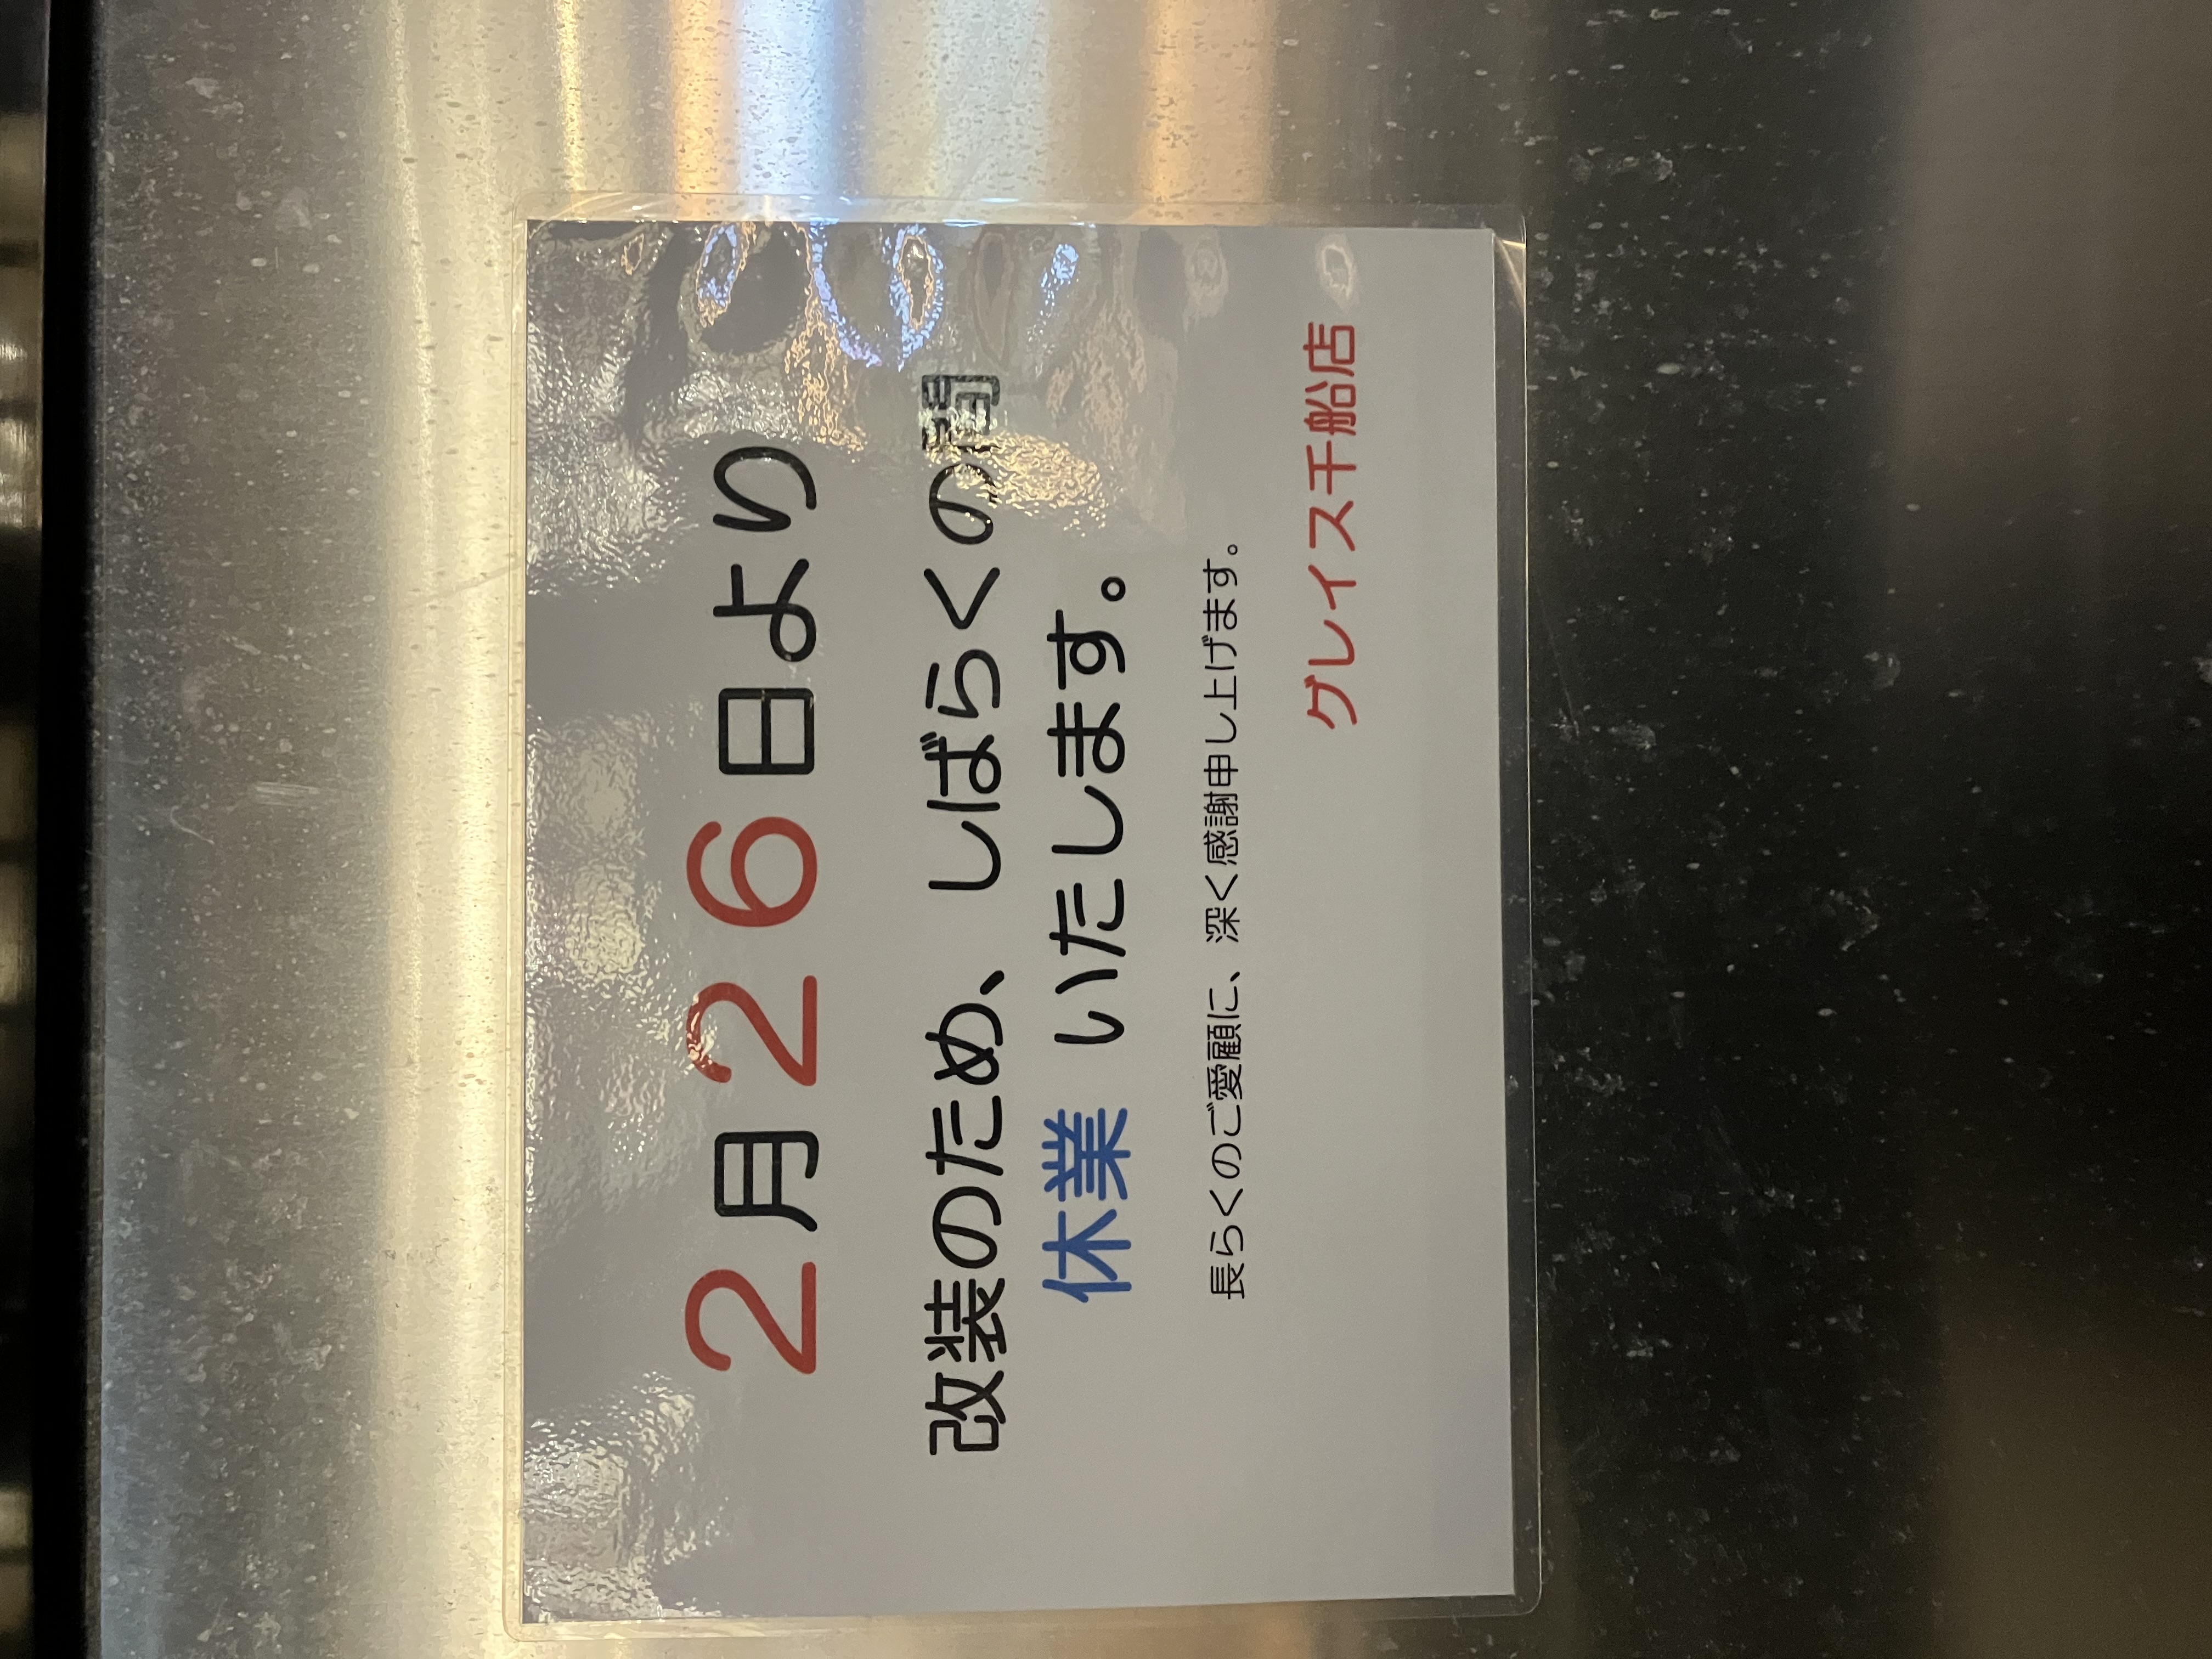 2月26日より
改装のため、しばらくの間
休業 いたします。
長らくのご愛顧に、深く感謝申し上げます。
グレイス千船店